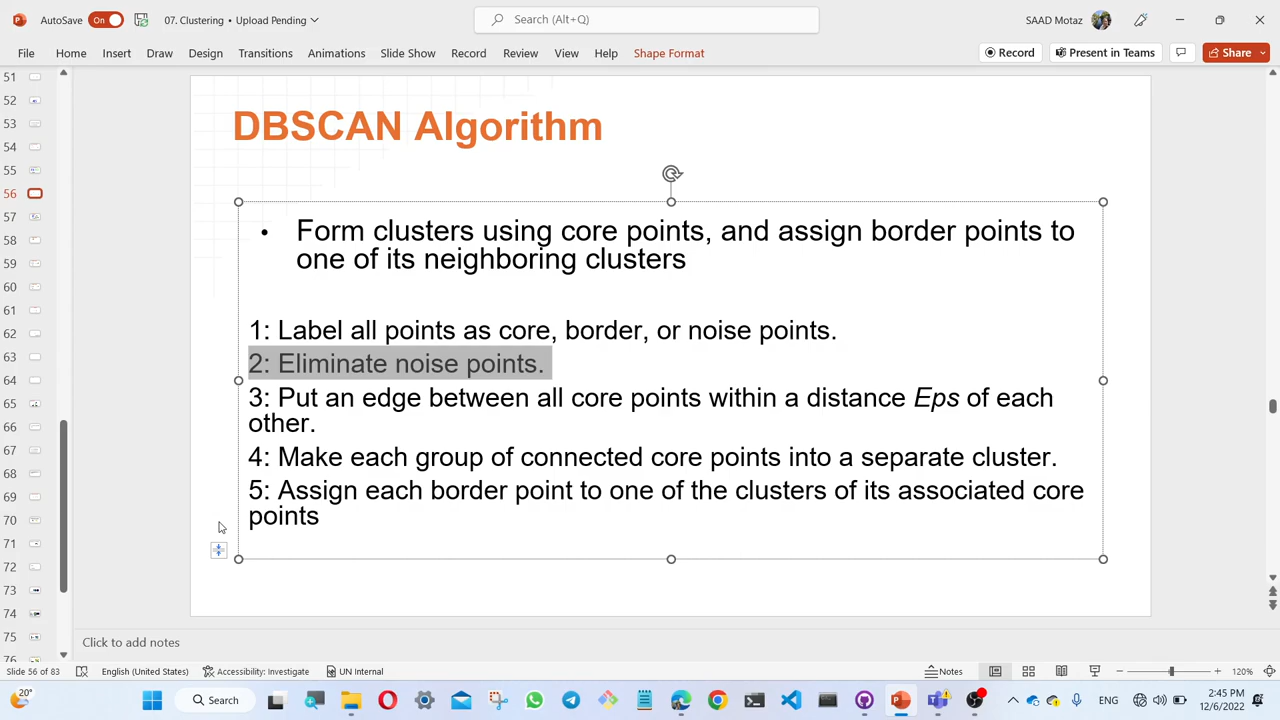 AutoSave On 07. Clustering • Upload Pending Search (Alt+Q) SAAD Motaz
File Home Insert Draw Design Transitions Animations Slide Show Record Review View Help Shape Format Record Present in Teams Share
51
52
53
54
55
56
57
58
59
60
61
62
63
64
65
66
67
68
69
70
71
72
73
74
75
76
DBSCAN Algorithm
• Form clusters using core points, and assign border points to
one of its neighboring clusters
1: Label all points as core, border, or noise points.
2: Eliminate noise points.
3: Put an edge between all core points within a distance Eps of each
other.
4: Make each group of connected core points into a separate cluster.
5: Assign each border point to one of the clusters of its associated core
points
Click to add notes
Slide 56 of 83 English (United States) Accessibility: Investigate UN Internal Notes 120%
20° Search ENG 2:45 PM
12/6/2022